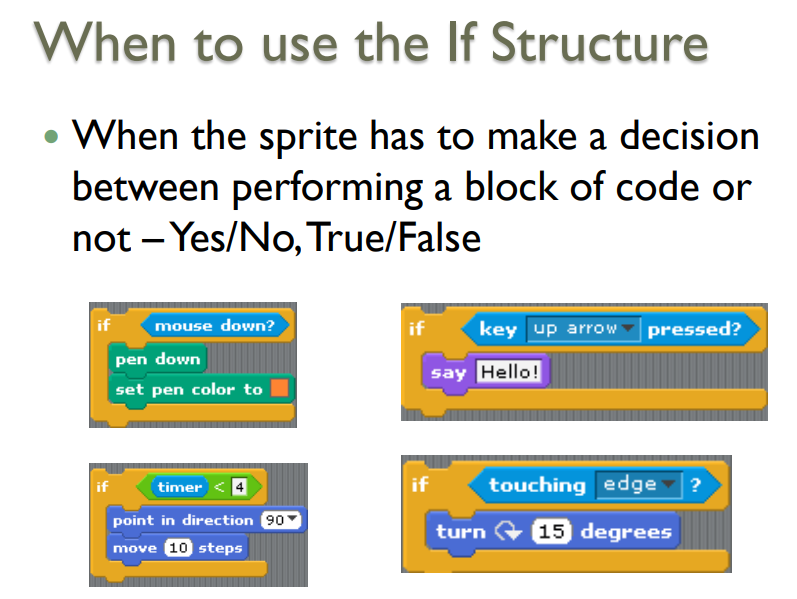 When to use the If Structure
• When the sprite has to make a decision
between performing a block of code or
not – Yes/No, True/False
if mouse down?
pen down
set pen color to
if key up arrow pressed?
say Hello!
if timer < 4
point in direction 90
move 10 steps
if touching edge ?
turn 15 degrees